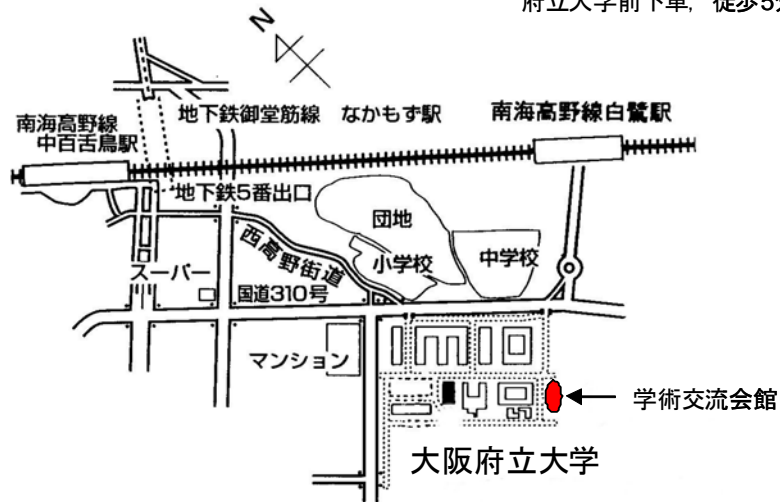 府立大学前下車, 徒歩5
N
地下鉄御堂筋線　なかもず駅
南海高野線白鷺駅
南海高野線
中百舌鳥駅
地下鉄5番出口
団地
西高野街道
小学校
中学校
スーパー
国道310号
マンション
学術交流会館
大阪府立大学